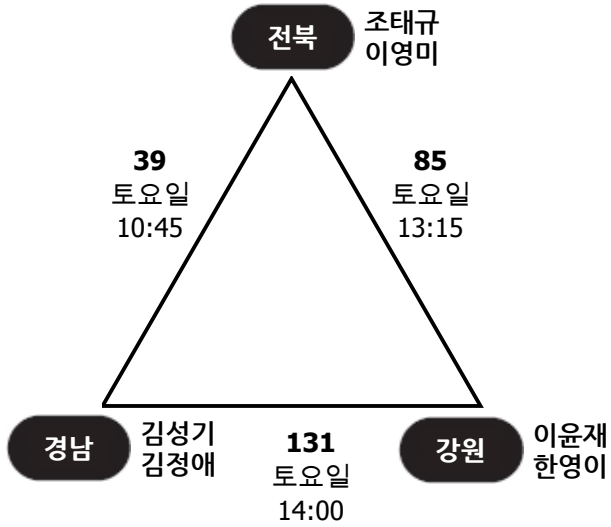 전북
조태규
이영미
39
토요일
10:45
85
토요일
13:15
경남
김성기
김정애
131
토요일
14:00
강원
이윤재
한영이